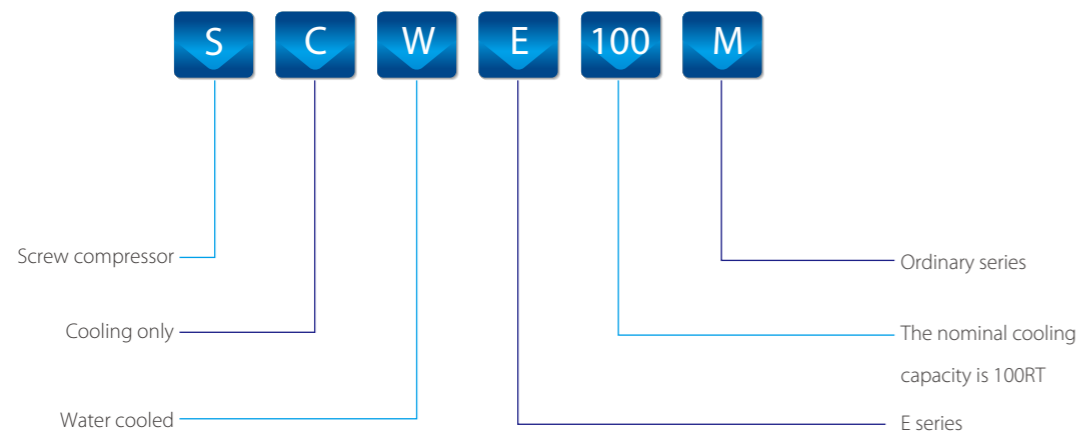 S C W E 100 M
Screw compressor
Ordinary series
Cooling only
The nominal cooling
capacity is 100RT
Water cooled
E series